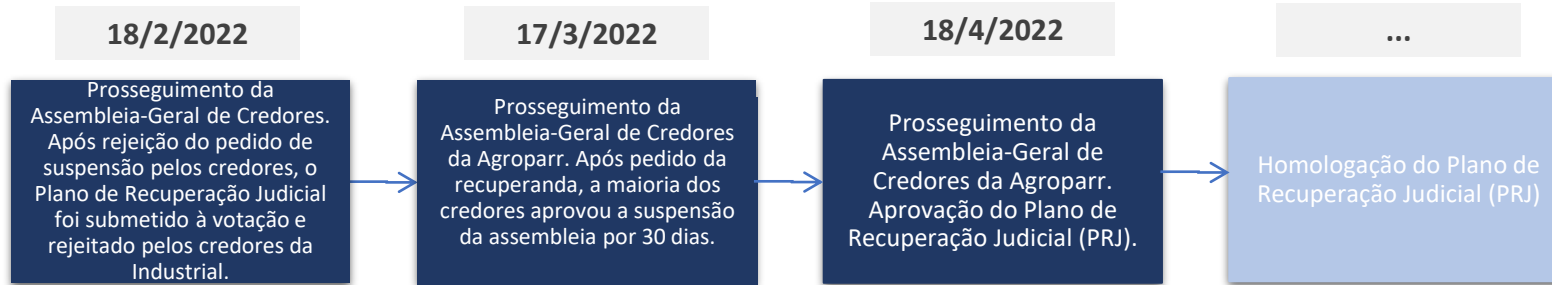 18/2/2022
Prosseguimento da
Assembleia-Geral de Credores.
Após rejeição do pedido de
suspensão pelos credores, o
Plano de Recuperação Judicial
foi submetido à votação e
rejeitado pelos credores da
Industrial.
17/3/2022
Prosseguimento da
Assembleia-Geral de Credores
da Agroparr. Após pedido da
recuperanda, a maioria dos
credores aprovou a suspensão
da assembleia por 30 dias.
18/4/2022
Prosseguimento da
Assembleia-Geral de
Credores da Agroparr.
Aprovação do Plano de
Recuperação Judicial (PRJ).
...
Homologação do Plano de
Recuperação Judicial (PRJ)